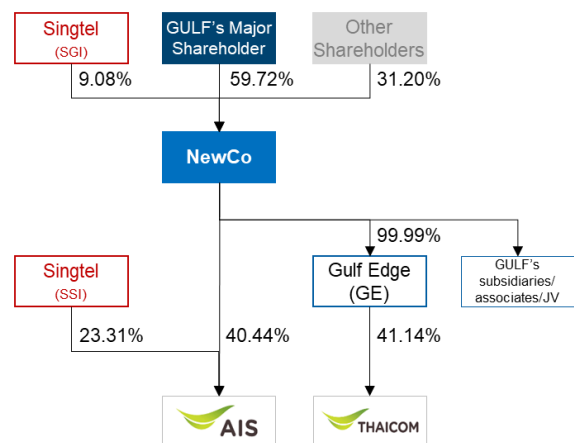 Singtel
(SGI)
GULF's Major
Shareholder
Other
Shareholders
9.08%
59.72%
31.20%
NewCo
99.99%
Singtel
(SSI)
Gulf Edge
(GE)
GULF's
subsidiaries/
associates/JV
23.31%
40.44%
41.14%
AIS
THAICOM